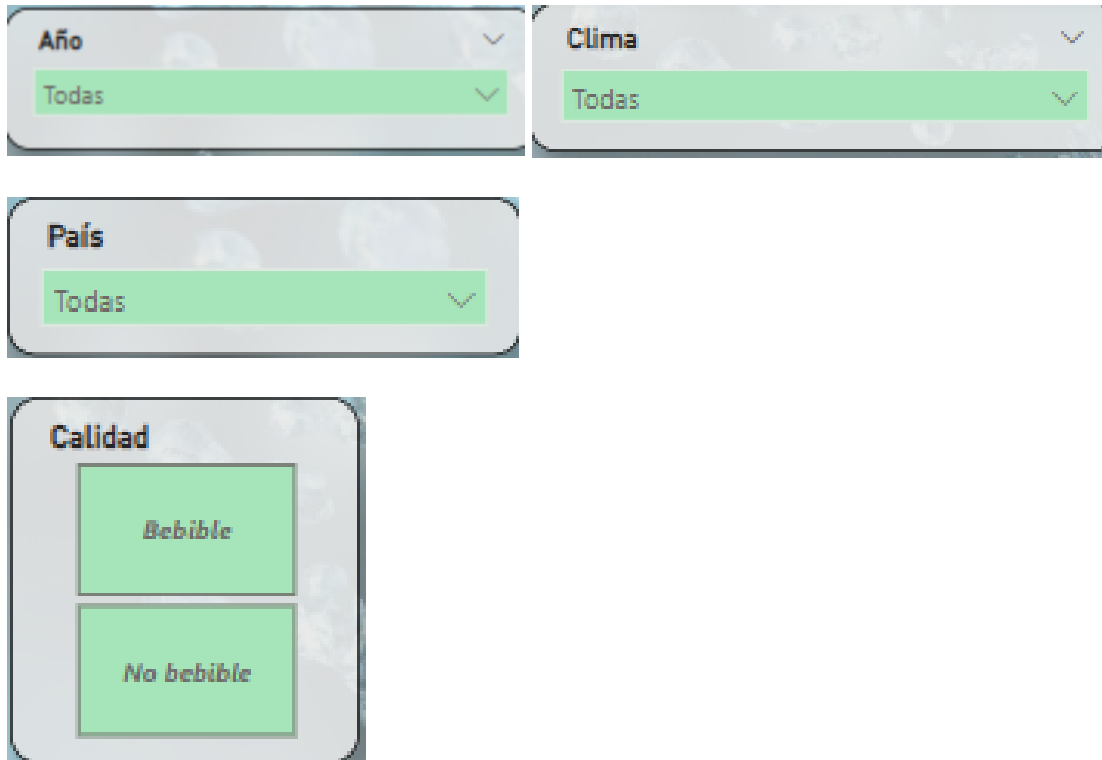 Año
Todas
Clima
Todas
País
Todas
Calidad
Bebible
No bebible